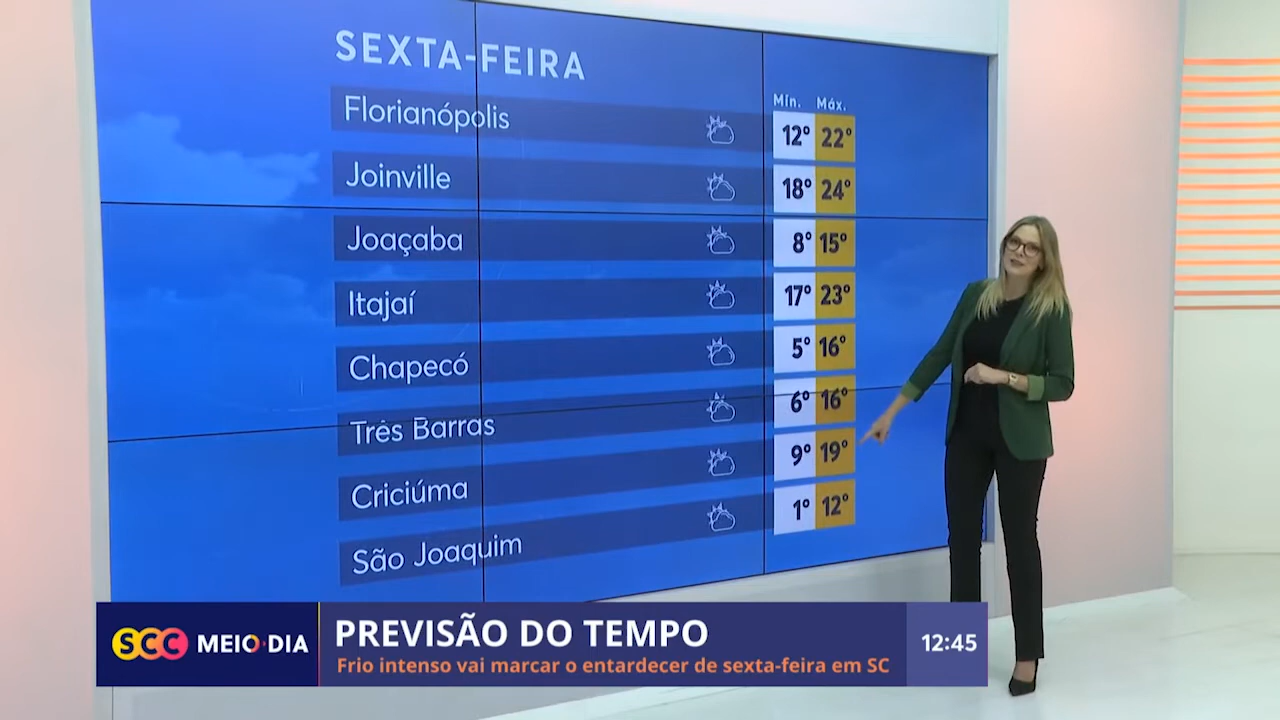 SEXTA-FEIRA
Mín. Máx.
Florianópolis 12° 22°
Joinville 18° 24°
Joaçaba 8° 15°
Itajaí 17° 23°
Chapecó 5° 16°
Três Barras 6° 16°
Criciúma 9° 19°
São Joaquim 1° 12°
SCC MEIO-DIA
PREVISÃO DO TEMPO
12:45
Frio intenso vai marcar o entardecer de sexta-feira em SC